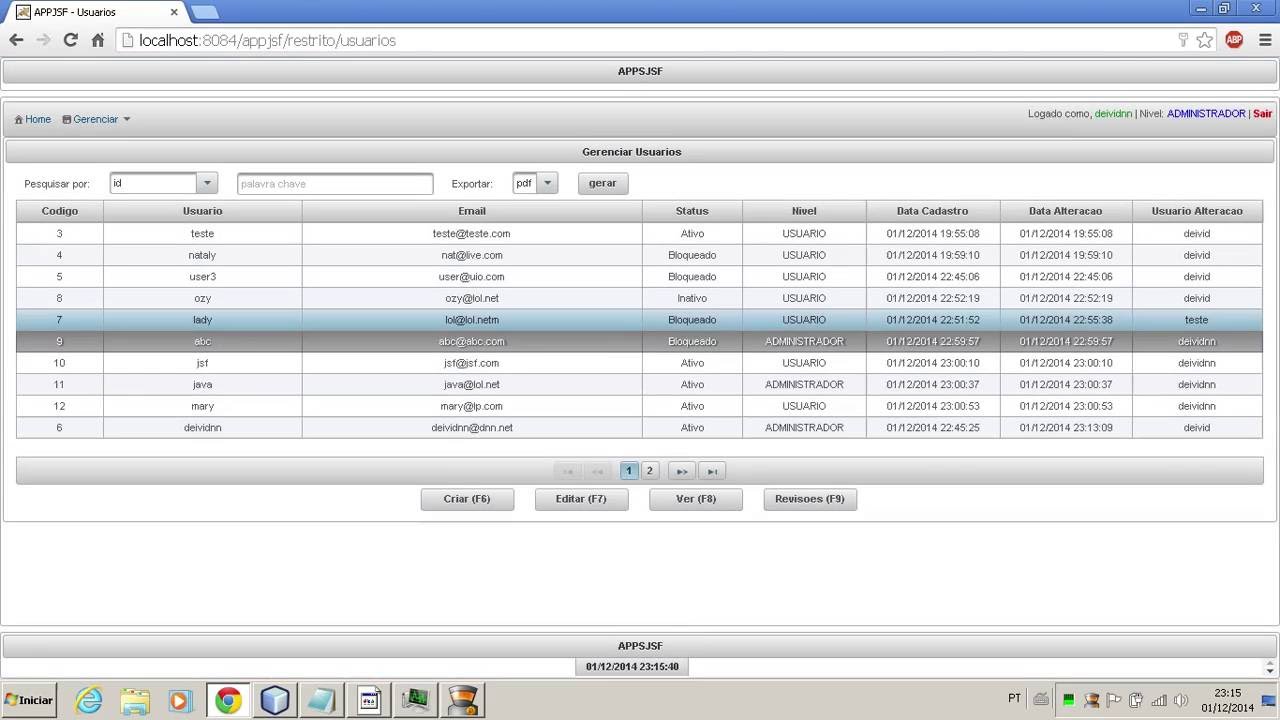 APPJSF - Usuarios
localhost:8084/appjsf/restrito/usuarios
ABP
APPSJSF
Home Gerenciar Logado como, deividnn | Nivel: ADMINISTRADOR | Sair
Gerenciar Usuarios
Pesquisar por: id palavra chave Exportar: pdf gerar
Codigo Usuario Email Status Nivel Data Cadastro Data Alteracao Usuario Alteracao
3 teste teste@teste.com Ativo USUARIO 01/12/2014 19:55:08 01/12/2014 19:55:08 deivid
4 nataly nat@live.com Bloqueado USUARIO 01/12/2014 19:59:10 01/12/2014 19:59:10 deivid
5 user3 user@uio.com Bloqueado USUARIO 01/12/2014 22:45:06 01/12/2014 22:45:06 deivid
8 ozy ozy@lol.net Inativo USUARIO 01/12/2014 22:52:19 01/12/2014 22:52:19 deivid
7 lady lol@lol.netm Bloqueado USUARIO 01/12/2014 22:51:52 01/12/2014 22:55:38 teste
9 abc abc@abc.com Bloqueado ADMINISTRADOR 01/12/2014 22:59:57 01/12/2014 22:59:57 deividnn
10 jsf jsf@jsf.com Ativo USUARIO 01/12/2014 23:00:10 01/12/2014 23:00:10 deividnn
11 java java@lol.net Ativo ADMINISTRADOR 01/12/2014 23:00:37 01/12/2014 23:00:37 deividnn
12 mary mary@lp.com Ativo USUARIO 01/12/2014 23:00:53 01/12/2014 23:00:53 deividnn
6 deividnn deividnn@dnn.net Ativo ADMINISTRADOR 01/12/2014 22:45:25 01/12/2014 23:13:09 deivid
1 2
Criar (F6) Editar (F7) Ver (F8) Revisoes (F9)
APPSJSF
01/12/2014 23:15:40
Iniciar PT 23:15
01/12/2014